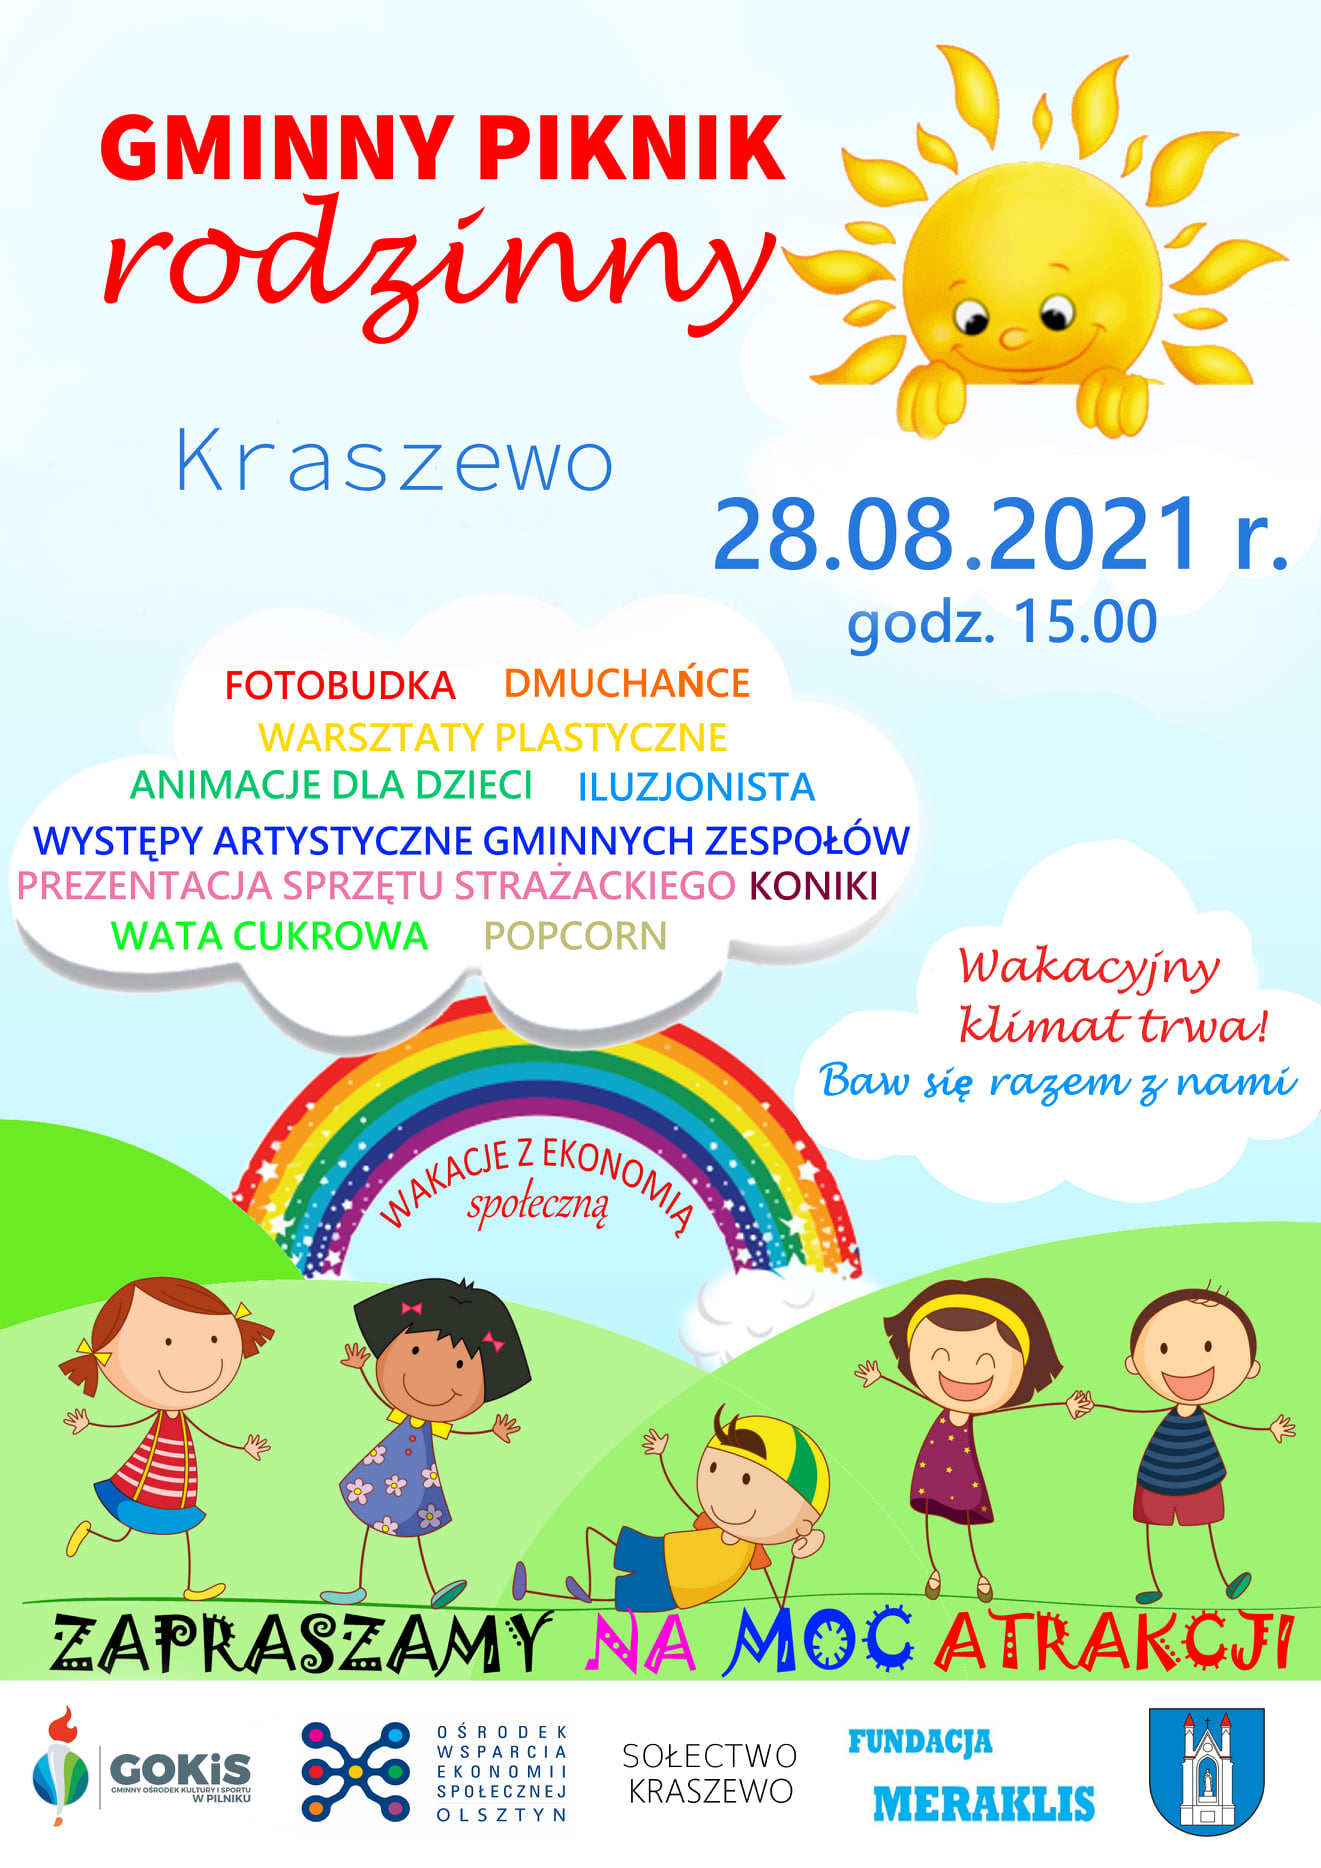 GMINNY PIKNIK
rodzinny
Kraszewo
28.08.2021 r.
godz. 15.00
FOTOBUDKA DMUCHAŃCE
WARSZTATY PLASTYCZNE
ANIMACJE DLA DZIECI ILUZJONISTA
WYSTĘPY ARTYSTYCZNE GMINNYCH ZESPOŁÓW
PREZENTACJA SPRZĘTU STRAŻACKIEGO KONIKI
WATA CUKROWA POPCORN
Wakacyjny
klimat trwa!
Baw się razem z nami
WAKACJE Z EKONOMIĄ
społeczną
ZAPRASZAMY NA MOC ATRAKCJI
GOKiS
GMINNY OŚRODEK KULTURY I SPORTU
W PILNIKU
OŚRODEK
WSPARCIA
EKONOMII
SPOŁECZNEJ
OLSZTYN
SOŁECTWO
KRASZEWO
FUNDACJA
MERAKLIS